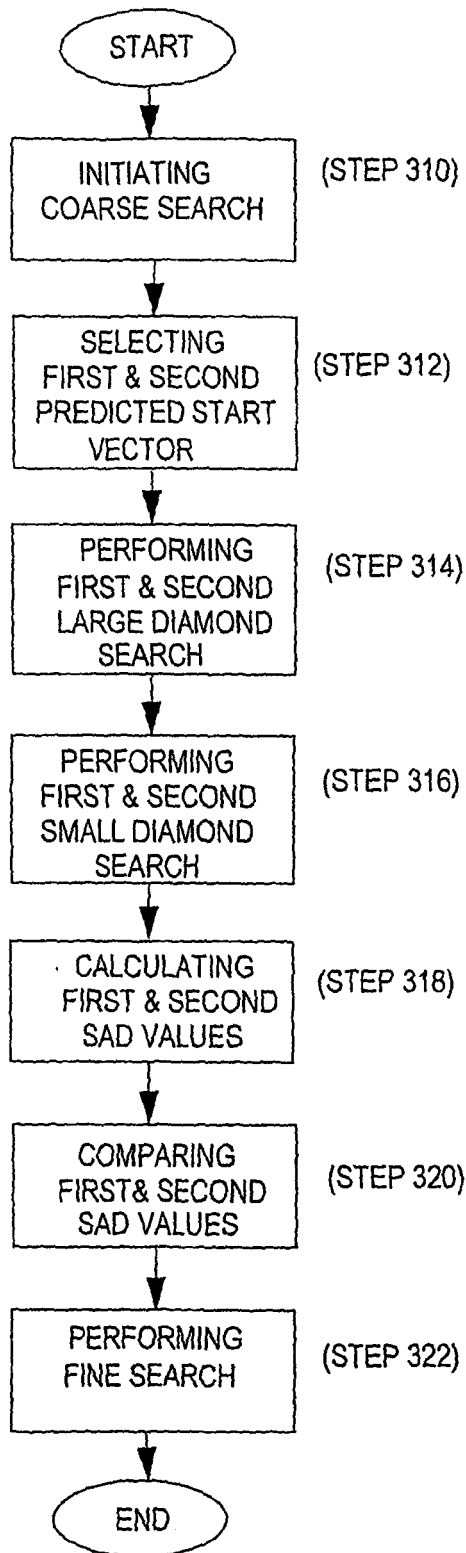 START
INITIATING
COARSE SEARCH
(STEP 310)
SELECTING
FIRST & SECOND
PREDICTED START
VECTOR
(STEP 312)
PERFORMING
FIRST & SECOND
LARGE DIAMOND
SEARCH
(STEP 314)
PERFORMING
FIRST & SECOND
SMALL DIAMOND
SEARCH
(STEP 316)
CALCULATING
FIRST & SECOND
SAD VALUES
(STEP 318)
COMPARING
FIRST& SECOND
SAD VALUES
(STEP 320)
PERFORMING
FINE SEARCH
(STEP 322)
END